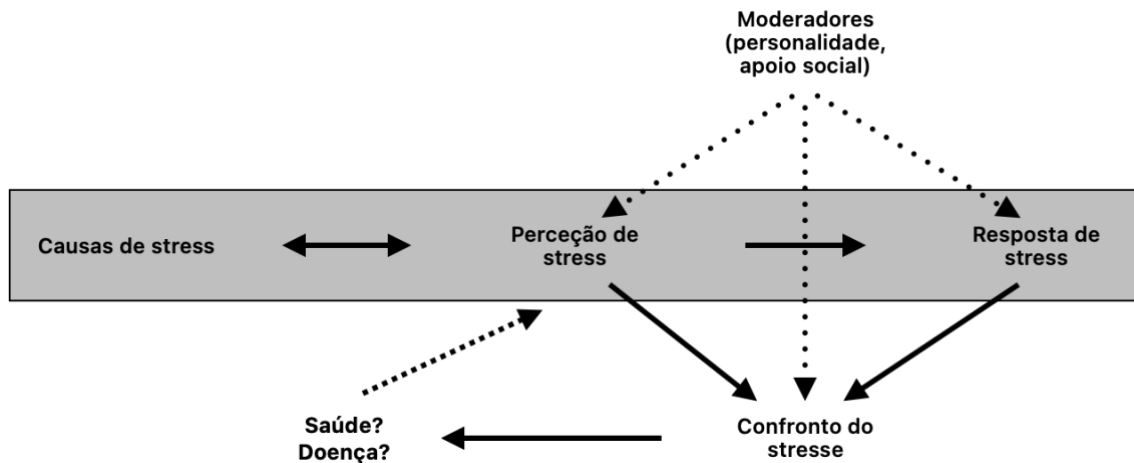 Moderadores
(personalidade,
apoio social)
Causas de stress
Perceção de
stress
Resposta de
stress
Saúde?
Doença?
Confronto do
stresse